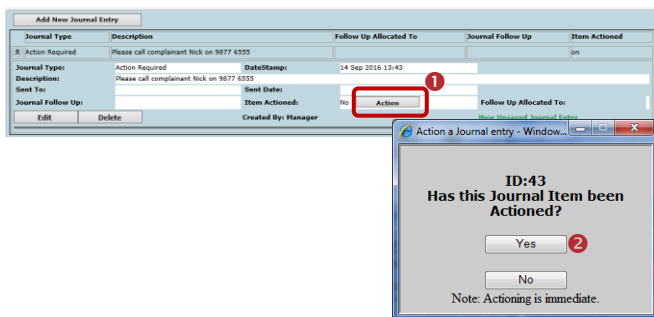 Add New Journal Entry
Journal Type Description Follow Up Allocated To Journal Follow Up Item Actioned
Action Required Please call complainant Nick on 9877 6555 on
Journal Type: Action Required DateStamp: 14 Sep 2016 13:43
Description: Please call complainant Nick on 9877 6555
1
Sent To: Sent Date:
Journal Follow Up: Item Actioned: No Action Follow Up Allocated To:
Edit Delete Created By: Manager New Unsaved Journal Entry
Action a Journal entry - Window...
ID:43
Has this Journal Item been
Actioned?
Yes 2
No
Note: Actioning is immediate.